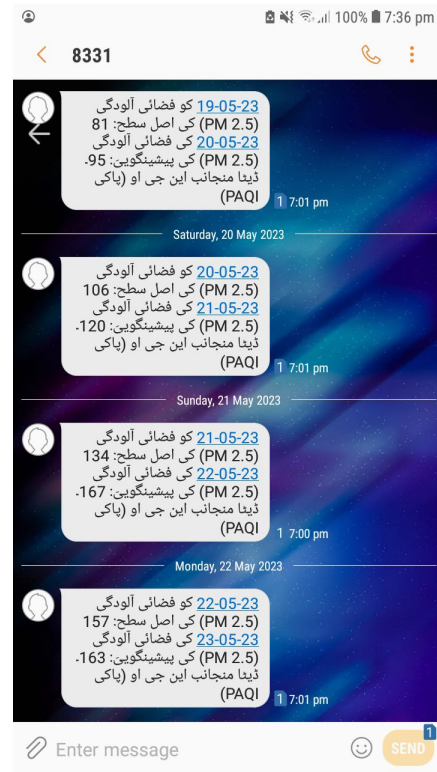 100% 7:36 pm
8331
19-05-23 کو فضائی آلودگی
(PM 2.5) کی اصل سطح: 81
20-05-23 کی فضائی آلودگی
(PM 2.5) کی پیشینگویئ: 95۔
ڈیٹا منجانب این جی او (پاکی
PAQI)
1 7:01 pm
Saturday, 20 May 2023
20-05-23 کو فضائی آلودگی
(PM 2.5) کی اصل سطح: 106
21-05-23 کی فضائی آلودگی
(PM 2.5) کی پیشینگویئ: 120۔
ڈیٹا منجانب این جی او (پاکی
PAQI)
1 7:01 pm
Sunday, 21 May 2023
21-05-23 کو فضائی آلودگی
(PM 2.5) کی اصل سطح: 134
22-05-23 کی فضائی آلودگی
(PM 2.5) کی پیشینگویئ: 167۔
ڈیٹا منجانب این جی او (پاکی
PAQI)
1 7:00 pm
Monday, 22 May 2023
22-05-23 کو فضائی آلودگی
(PM 2.5) کی اصل سطح: 157
23-05-23 کی فضائی آلودگی
(PM 2.5) کی پیشینگویئ: 163۔
ڈیٹا منجانب این جی او (پاکی
PAQI)
1 7:01 pm
Enter message
1
SEND